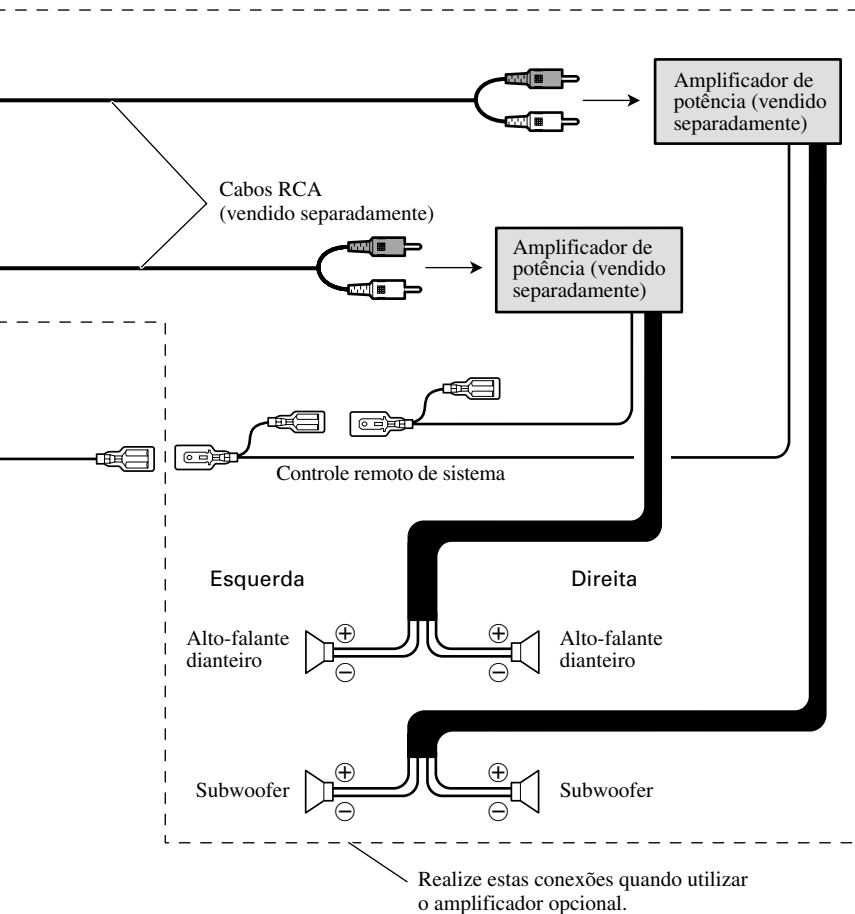 Amplificador de
potência (vendido
separadamente)
Cabos RCA
(vendido separadamente)
Amplificador de
potência (vendido
separadamente)
Controle remoto de sistema
Esquerda
Direita
Alto-falante
dianteiro
Alto-falante
dianteiro
Subwoofer
Subwoofer
Realize estas conexões quando utilizar
o amplificador opcional.